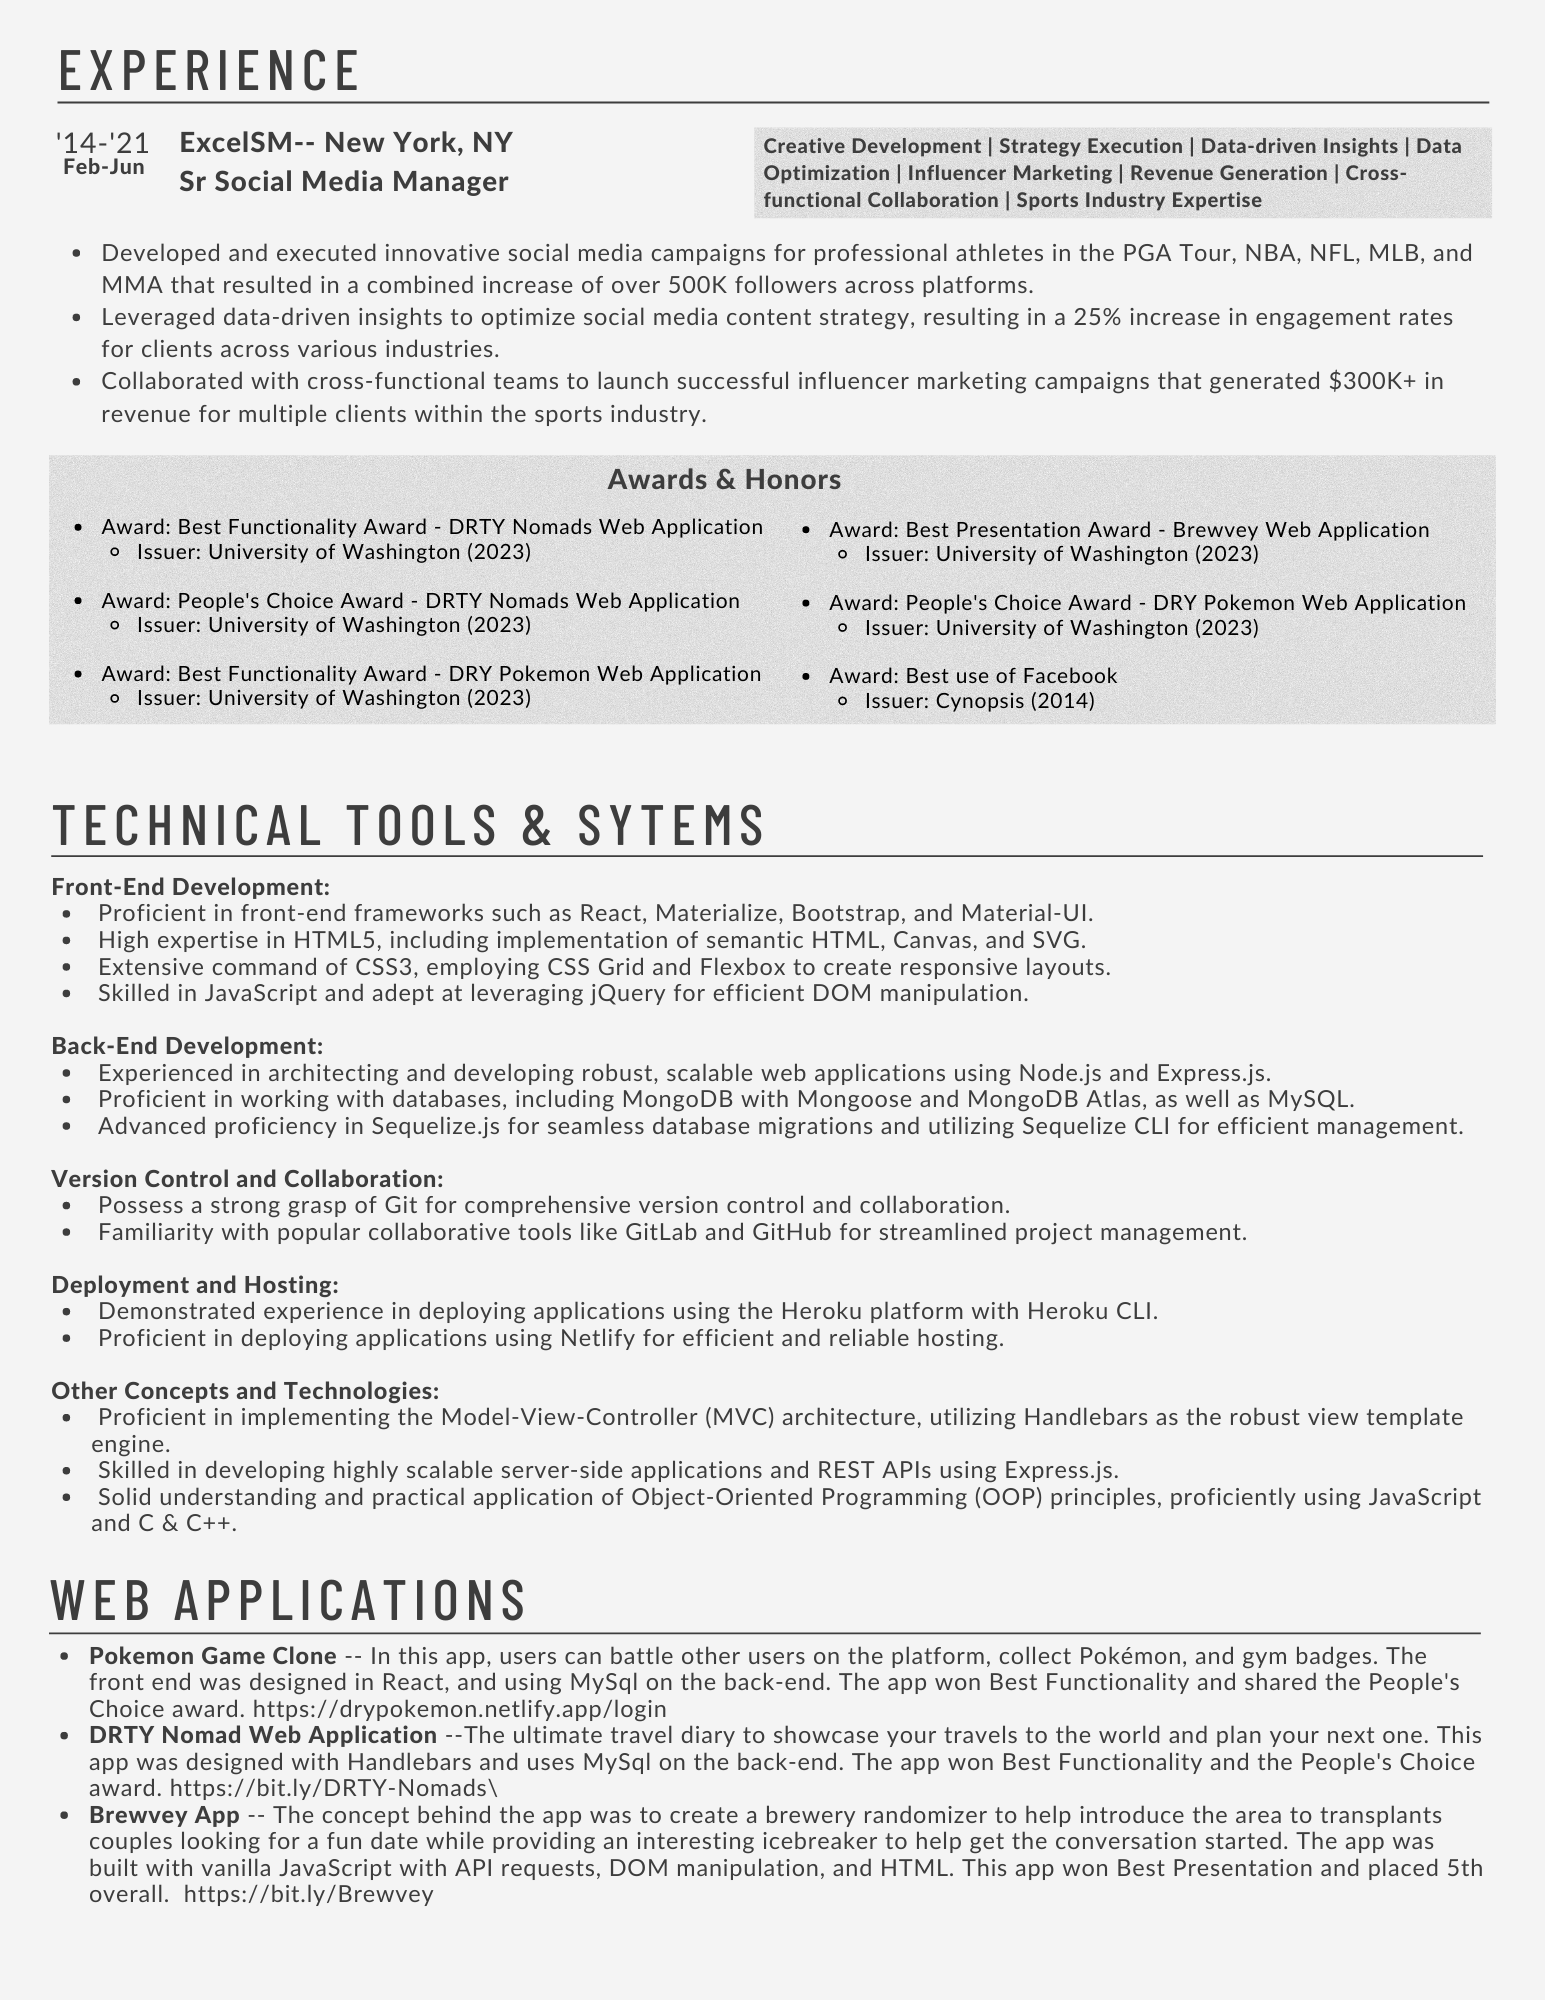 EXPERIENCE
'14-'21
Feb-Jun
ExcelSM-- New York, NY
Sr Social Media Manager
Creative Development | Strategy Execution | Data-driven Insights | Data
Optimization | Influencer Marketing | Revenue Generation | Cross-
functional Collaboration | Sports Industry Expertise
• Developed and executed innovative social media campaigns for professional athletes in the PGA Tour, NBA, NFL, MLB, and
MMA that resulted in a combined increase of over 500K followers across platforms.
• Leveraged data-driven insights to optimize social media content strategy, resulting in a 25% increase in engagement rates
for clients across various industries.
• Collaborated with cross-functional teams to launch successful influencer marketing campaigns that generated $300K+ in
revenue for multiple clients within the sports industry.
Awards & Honors
• Award: Best Functionality Award - DRTY Nomads Web Application
◦ Issuer: University of Washington (2023)
• Award: People's Choice Award - DRTY Nomads Web Application
◦ Issuer: University of Washington (2023)
• Award: Best Functionality Award - DRY Pokemon Web Application
◦ Issuer: University of Washington (2023)
• Award: Best Presentation Award - Brewvey Web Application
◦ Issuer: University of Washington (2023)
• Award: People's Choice Award - DRY Pokemon Web Application
◦ Issuer: University of Washington (2023)
• Award: Best use of Facebook
◦ Issuer: Cynopsis (2014)
TECHNICAL TOOLS & SYTEMS
Front-End Development:
• Proficient in front-end frameworks such as React, Materialize, Bootstrap, and Material-UI.
• High expertise in HTML5, including implementation of semantic HTML, Canvas, and SVG.
• Extensive command of CSS3, employing CSS Grid and Flexbox to create responsive layouts.
• Skilled in JavaScript and adept at leveraging jQuery for efficient DOM manipulation.
Back-End Development:
• Experienced in architecting and developing robust, scalable web applications using Node.js and Express.js.
• Proficient in working with databases, including MongoDB with Mongoose and MongoDB Atlas, as well as MySQL.
• Advanced proficiency in Sequelize.js for seamless database migrations and utilizing Sequelize CLI for efficient management.
Version Control and Collaboration:
• Possess a strong grasp of Git for comprehensive version control and collaboration.
• Familiarity with popular collaborative tools like GitLab and GitHub for streamlined project management.
Deployment and Hosting:
• Demonstrated experience in deploying applications using the Heroku platform with Heroku CLI.
• Proficient in deploying applications using Netlify for efficient and reliable hosting.
Other Concepts and Technologies:
• Proficient in implementing the Model-View-Controller (MVC) architecture, utilizing Handlebars as the robust view template
engine.
• Skilled in developing highly scalable server-side applications and REST APIs using Express.js.
• Solid understanding and practical application of Object-Oriented Programming (OOP) principles, proficiently using JavaScript
and C & C++.
WEB APPLICATIONS
• Pokemon Game Clone -- In this app, users can battle other users on the platform, collect Pokémon, and gym badges. The
front end was designed in React, and using MySql on the back-end. The app won Best Functionality and shared the People's
Choice award. https://drypokemon.netlify.app/login
• DRTY Nomad Web Application --The ultimate travel diary to showcase your travels to the world and plan your next one. This
app was designed with Handlebars and uses MySql on the back-end. The app won Best Functionality and the People's Choice
award. https://bit.ly/DRTY-Nomads\
• Brewvey App -- The concept behind the app was to create a brewery randomizer to help introduce the area to transplants
couples looking for a fun date while providing an interesting icebreaker to help get the conversation started. The app was
built with vanilla JavaScript with API requests, DOM manipulation, and HTML. This app won Best Presentation and placed 5th
overall.  https://bit.ly/Brewvey